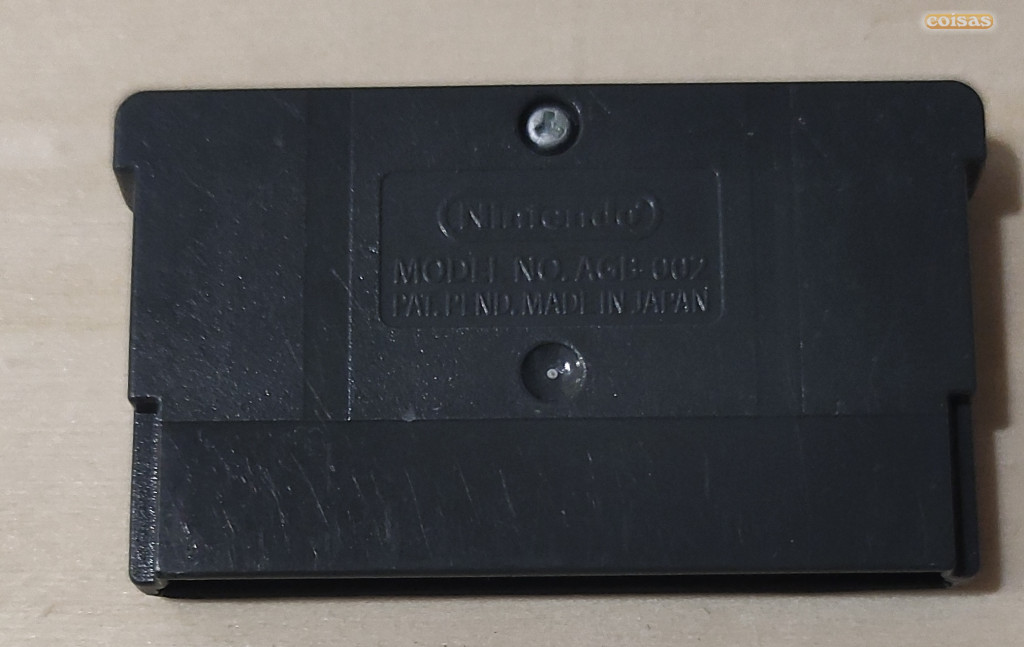 coisas
Nintendo
MODEL NO. AGB-002
PAT. PEND. MADE IN JAPAN